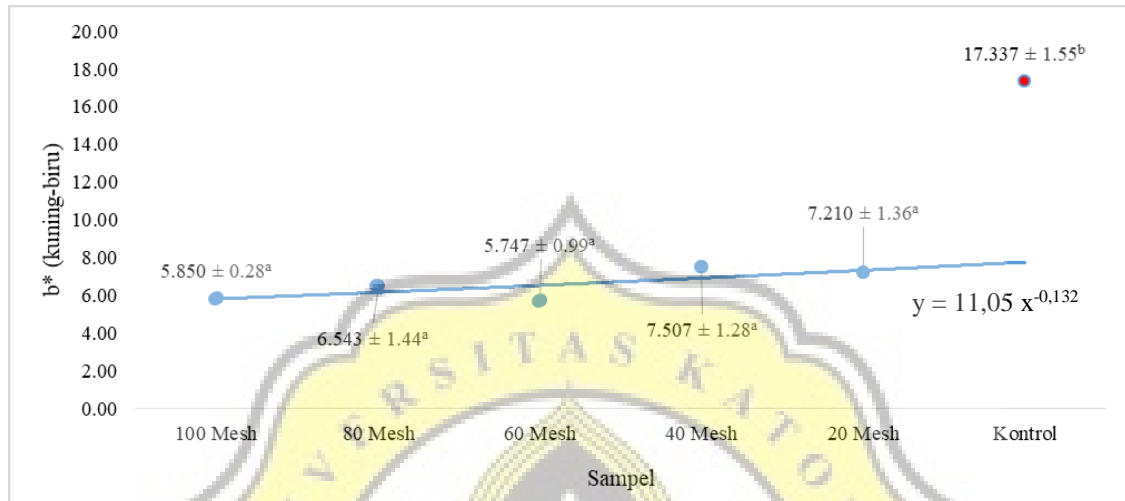 20.00
18.00
16.00
14.00
12.00
10.00
8.00
6.00
4.00
2.00
0.00
b* (kuning-biru)
5.850 ± 0.28ᵃ
6.543 ± 1.44ᵃ
5.747 ± 0.99ᵃ
7.507 ± 1.28ᵃ
7.210 ± 1.36ᵃ
17.337 ± 1.55ᵇ
y = 11,05 x⁻⁰,¹³²
100 Mesh 80 Mesh 60 Mesh 40 Mesh 20 Mesh Kontrol
Sampel
VERSITAS KATO